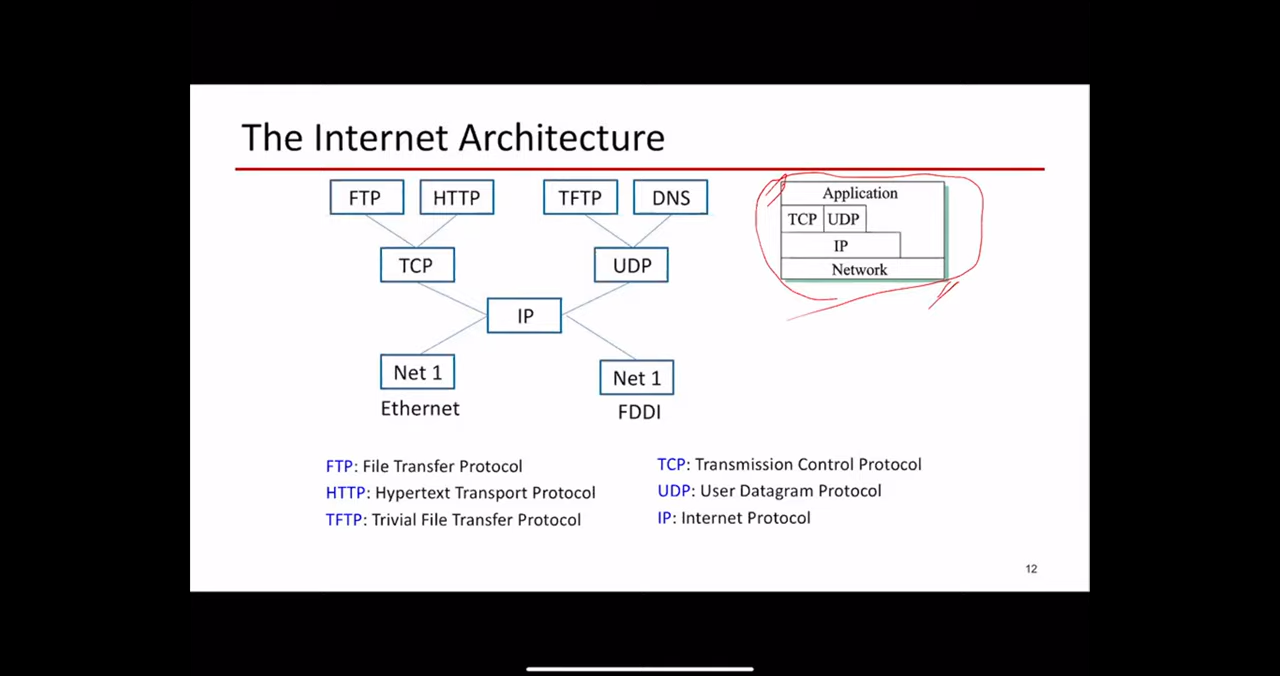 The Internet Architecture
FTP HTTP TFTP DNS
TCP UDP
IP
Net 1 Net 1
Ethernet FDDI
Application
TCP UDP
IP
Network
FTP: File Transfer Protocol
HTTP: Hypertext Transport Protocol
TFTP: Trivial File Transfer Protocol
TCP: Transmission Control Protocol
UDP: User Datagram Protocol
IP: Internet Protocol
12